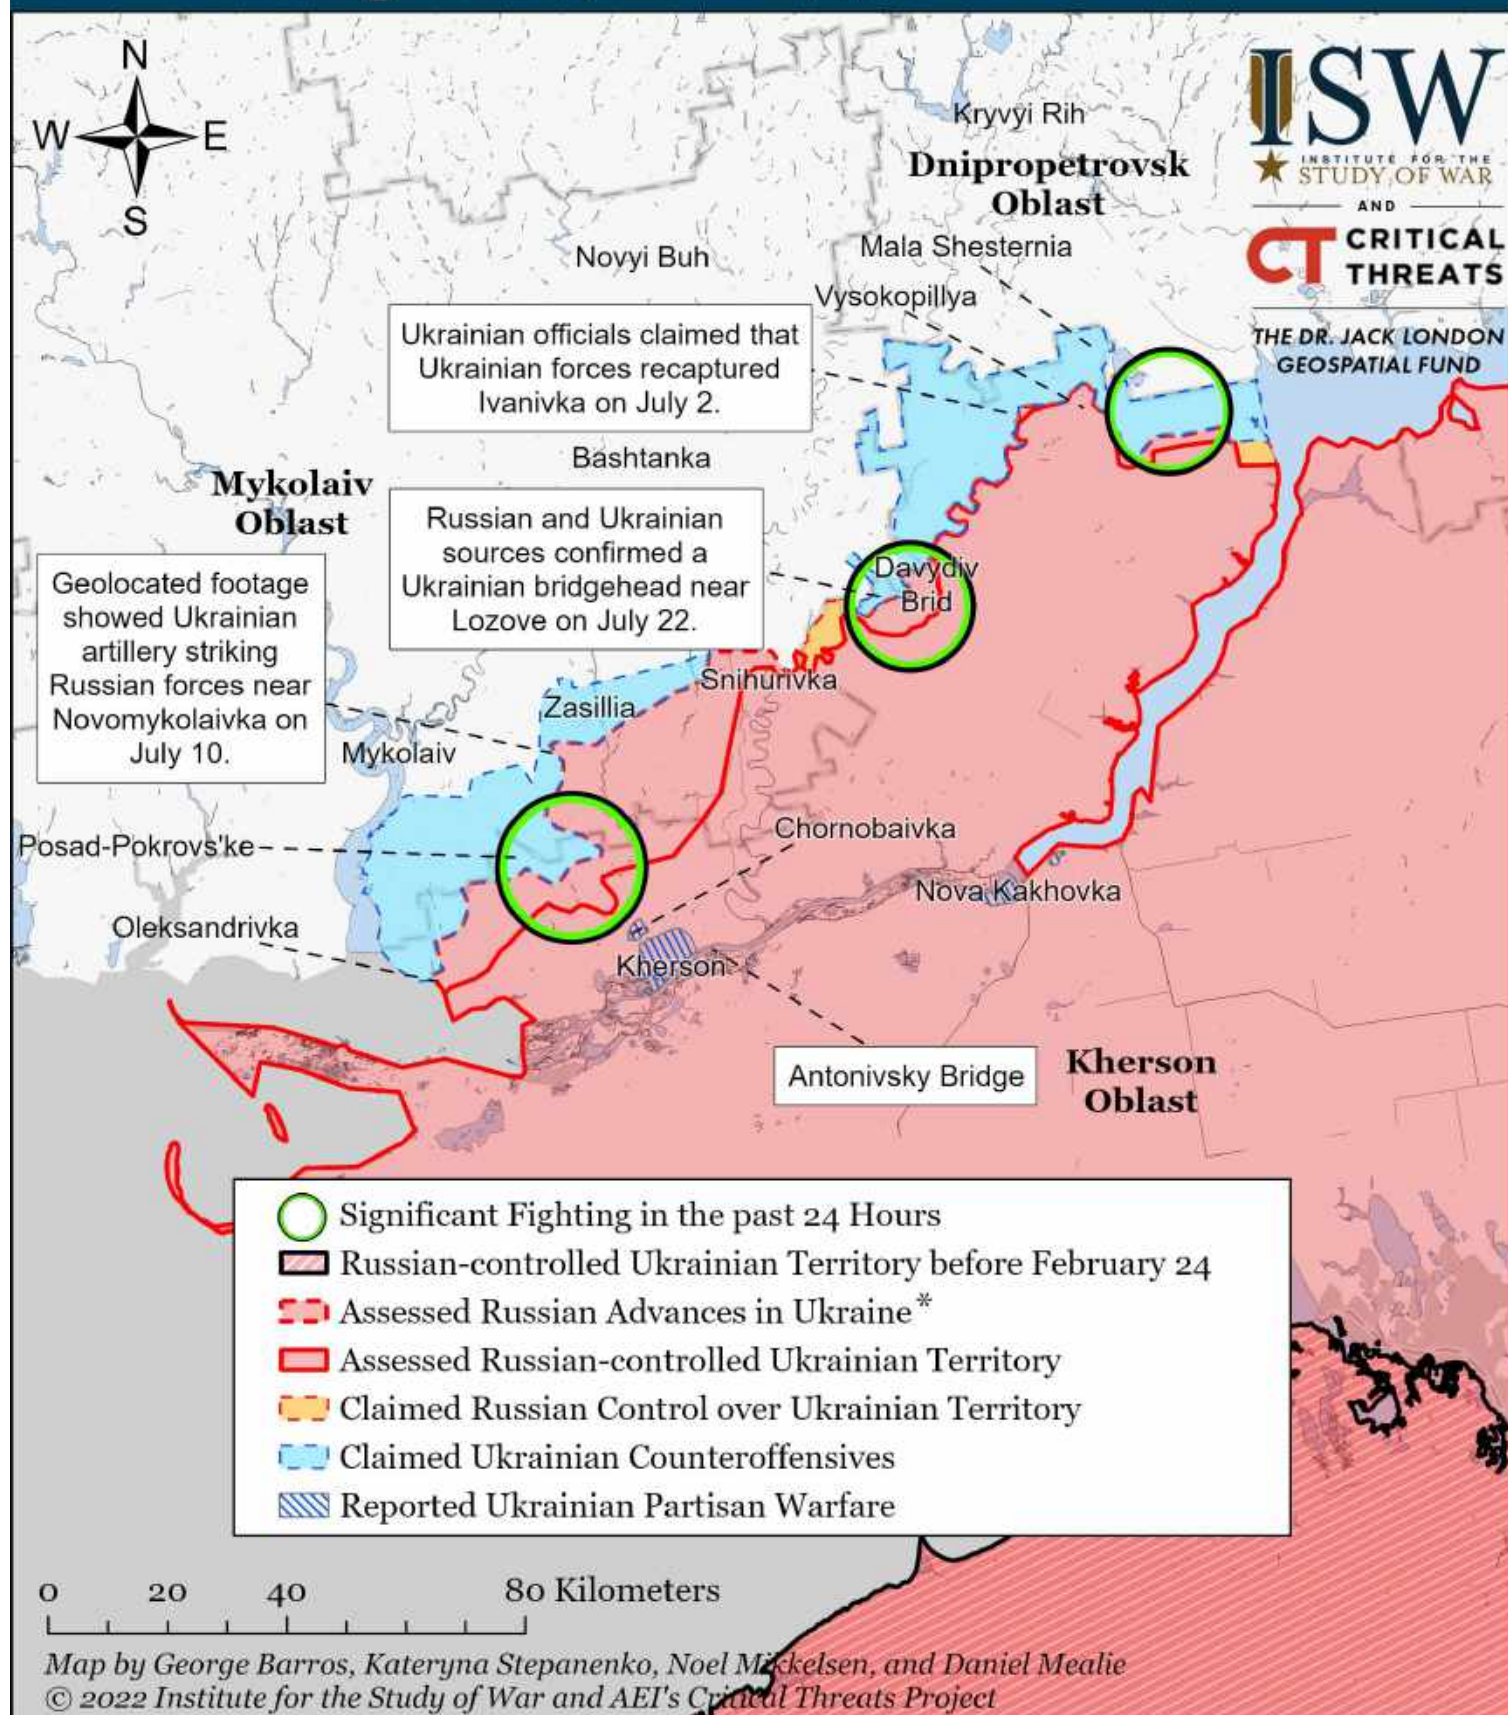 N
W E
S
ISW
INSTITUTE FOR THE
STUDY OF WAR
AND
CT CRITICAL
THREATS
THE DR. JACK LONDON
GEOSPATIAL FUND
Kryvyi Rih
Dnipropetrovsk
Oblast
Mala Shesternia
Novyi Buh
Vysokopillya
Ukrainian officials claimed that
Ukrainian forces recaptured
Ivanivka on July 2.
Bashtanka
Mykolaiv
Oblast
Russian and Ukrainian
sources confirmed a
Ukrainian bridgehead near
Lozove on July 22.
Davydiv
Brid
Geolocated footage
showed Ukrainian
artillery striking
Russian forces near
Novomykolaivka on
July 10.
Snihurivka
Zasillia
Mykolaiv
Chornobaivka
Posad-Pokrovs'ke
Nova Kakhovka
Oleksandrivka
Kherson
Antonivsky Bridge
Kherson
Oblast
Significant Fighting in the past 24 Hours
Russian-controlled Ukrainian Territory before February 24
Assessed Russian Advances in Ukraine*
Assessed Russian-controlled Ukrainian Territory
Claimed Russian Control over Ukrainian Territory
Claimed Ukrainian Counteroffensives
Reported Ukrainian Partisan Warfare
0 20 40 80 Kilometers
Map by George Barros, Kateryna Stepanenko, Noel Mikkelsen, and Daniel Mealie
© 2022 Institute for the Study of War and AEI's Critical Threats Project